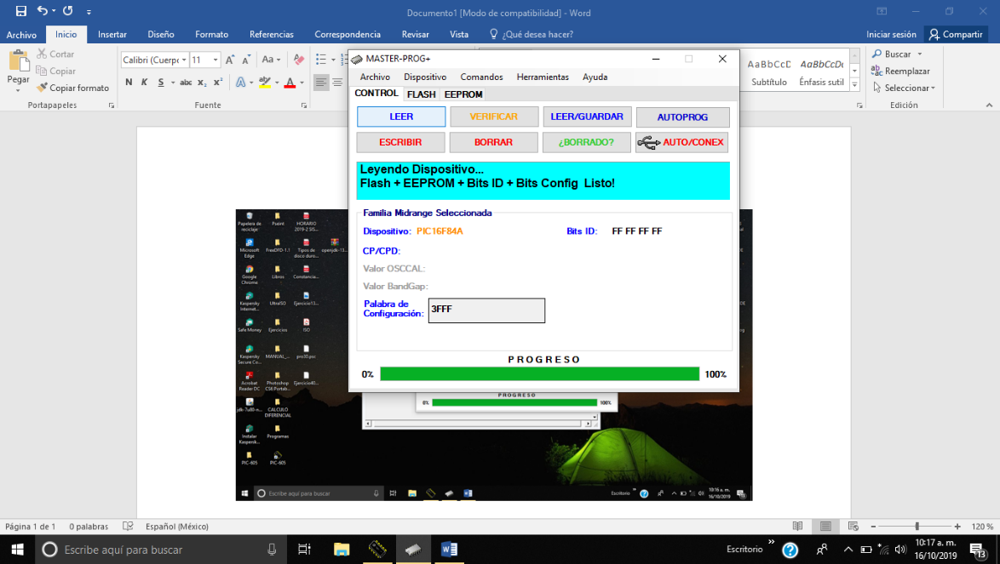 Documento1 [Modo de compatibilidad] - Word
Archivo Inicio Insertar Diseño Formato Referencias Correspondencia Revisar Vista ¿Qué desea hacer? Iniciar sesión Compartir
Pegar
Cortar
Copiar
Copiar formato
Portapapeles
Calibri (Cuerpc 11
Aa
N K S abc x₂ x²
Fuente
AaBbCcD AaBbCcDc
Subtítulo Énfasis sutil
Buscar
Reemplazar
Seleccionar
Edición
MASTER-PROG+
Archivo Dispositivo Comandos Herramientas Ayuda
CONTROL FLASH EEPROM
LEER VERIFICAR LEER/GUARDAR AUTOPROG
ESCRIBIR BORRAR ¿BORRADO? AUTO/CONEX
Leyendo Dispositivo...
Flash + EEPROM + Bits ID + Bits Config Listo!
Familia Midrange Seleccionada
Dispositivo: PIC16F84A Bits ID: FF FF FF FF
CP/CPD:
Valor OSCCAL:
Valor BandGap:
Palabra de
Configuración: 3FFF
PROGRESO
0% 100%
PROGRESO
0% 100%
Papelera de
reciclaje
Pseint
HORARIO
2019-2 SIS...
Microsoft
Edge
FreeDFD-1.1
Tipos de
disco duro...
openjdk-13...
Google
Chrome
Libros
Constancia...
Kaspersky
Internet...
UltraISO
Ejercicio13...
Safe Money
Ejercicios
ISO
Kaspersky
Secure Co...
MANUAL_...
pro30.psc
Acrobat
Reader DC
Photoshop
CS6 Portab...
Ejercicio40...
jdk-7u80-n...
CALCULO
DIFERENCIAL
Instalar
Kaspersk...
Programas
PIC-605
PIC-605
Escribe aquí para buscar
Escritorio
10:16 a. m.
16/10/2019
Página 1 de 1 0 palabras Español (México) 120 %
Escribe aquí para buscar
Escritorio
10:17 a. m.
16/10/2019
13